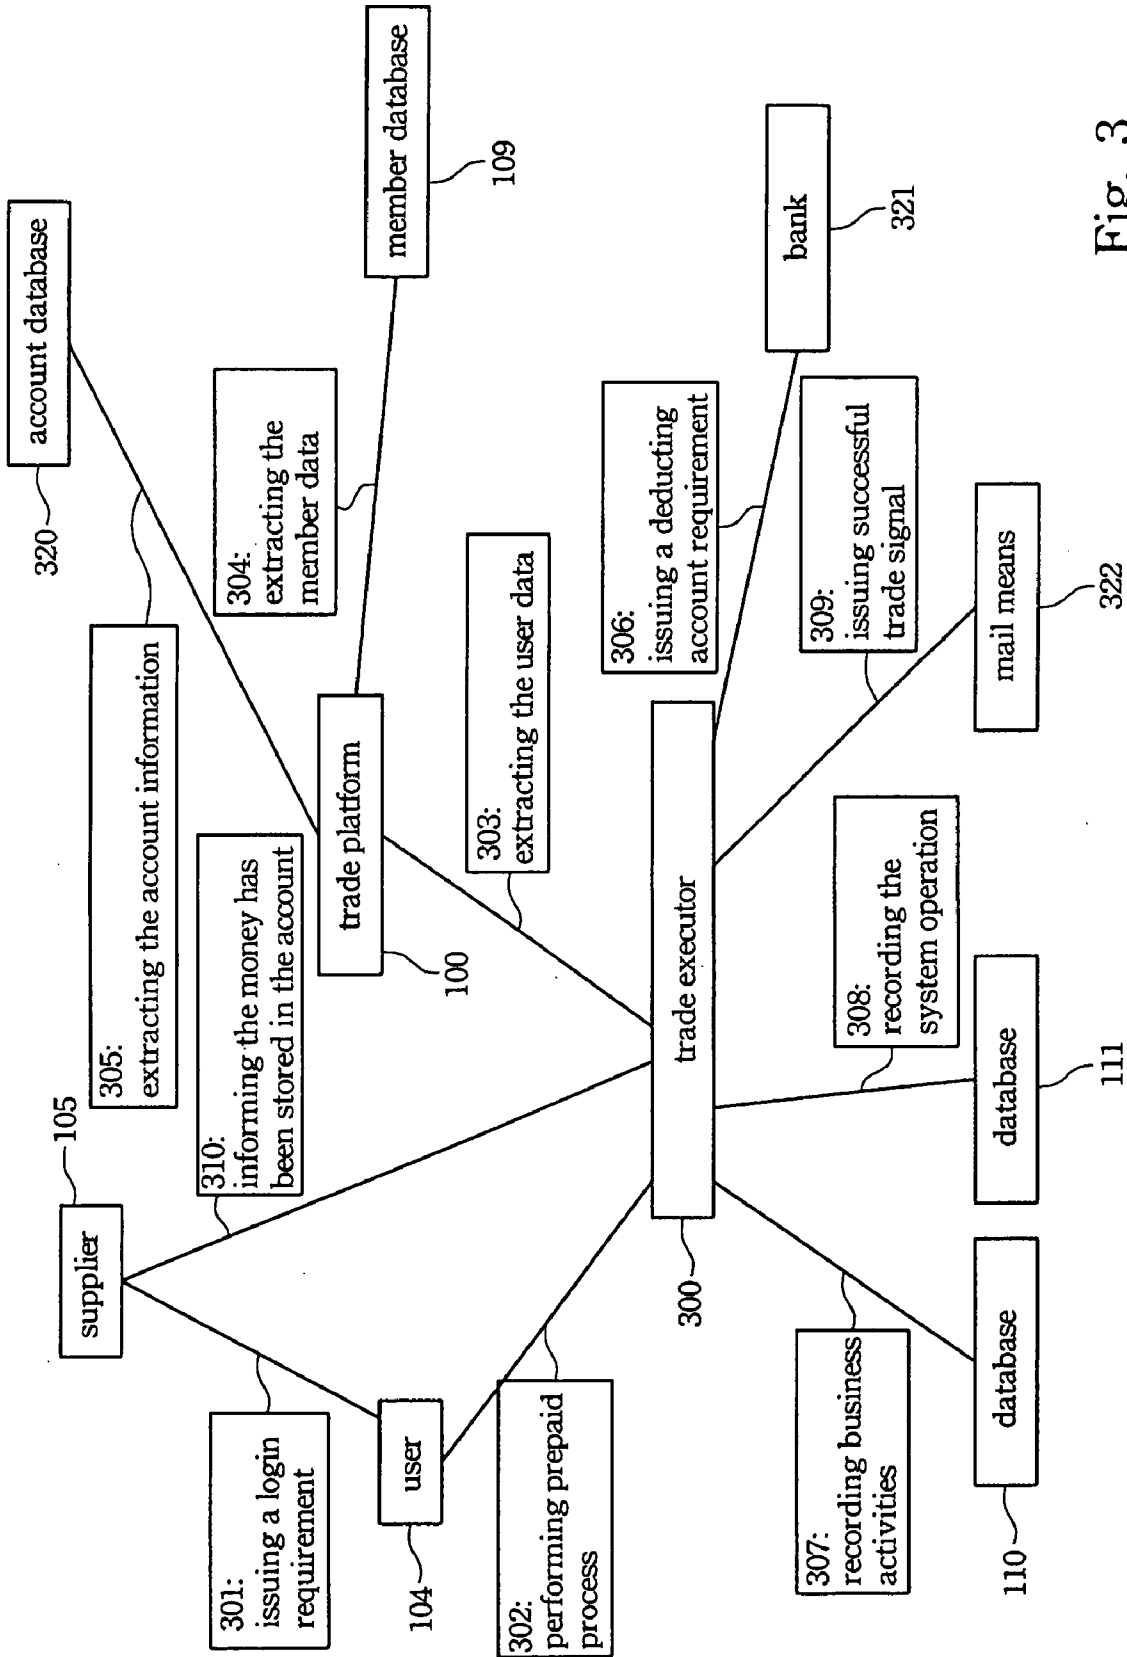 account database
320
member database
109
304:
extracting the
member data
305:
extracting the account information
310:
informing the money has
been stored in the account
trade platform
100
303:
extracting the user data
supplier
105
301:
issuing a login
requirement
user
104
302:
performing prepaid
process
trade executor
300
306:
issuing a deducting
account requirement
bank
321
309:
issuing successful
trade signal
mail means
322
308:
recording the
system operation
database
111
307:
recording business
activities
database
110
Fig. 3